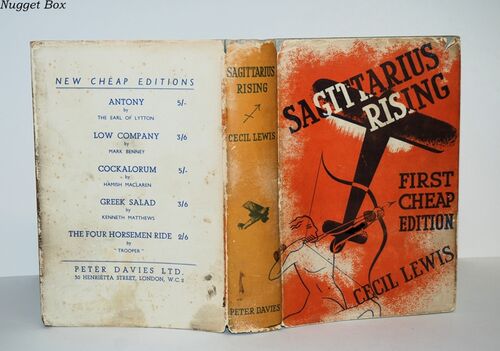 Nugget Box
NEW CHEAP EDITIONS
ANTONY 5/-
by
THE EARL OF LYTTON
LOW COMPANY 3/6
by
MARK BENNEY
COCKALORUM 5/-
by
HAMISH MACLAREN
GREEK SALAD 3/6
by
KENNETH MATTHEWS
THE FOUR HORSEMEN RIDE 2/6
by
"TROOPER"
PETER DAVIES LTD.
30 HENRIETTA STREET, LONDON, W.C.2
SAGITTARIUS
RISING
CECIL LEWIS
PETER DAVIES
SAGITTARIUS
RISING
FIRST
CHEAP
EDITION
CECIL LEWIS